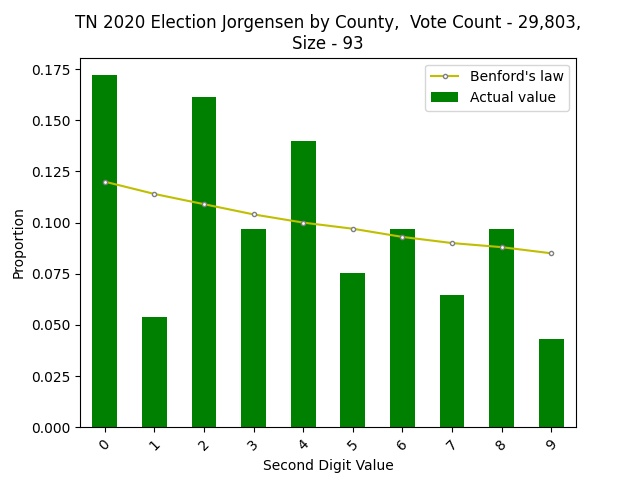 TN 2020 Election Jorgensen by County,  Vote Count - 29,803,
Size - 93
Benford's law
Actual value
Proportion
0.175
0.150
0.125
0.100
0.075
0.050
0.025
0.000
0 1 2 3 4 5 6 7 8 9
Second Digit Value